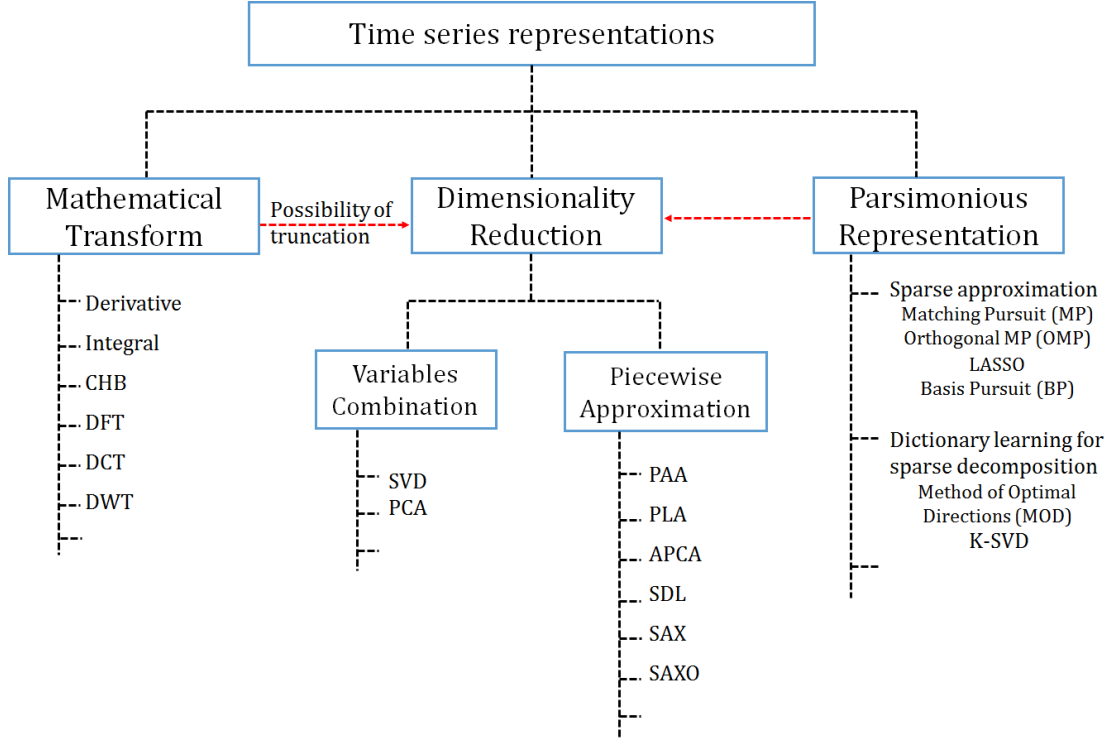 Time series representations
Mathematical
Transform
Possibility of
truncation
Dimensionality
Reduction
Parsimonious
Representation
Derivative
Integral
CHB
DFT
DCT
DWT
Variables
Combination
SVD
PCA
Piecewise
Approximation
PAA
PLA
APCA
SDL
SAX
SAXO
Sparse approximation
Matching Pursuit (MP)
Orthogonal MP (OMP)
LASSO
Basis Pursuit (BP)
Dictionary learning for
sparse decomposition
Method of Optimal
Directions (MOD)
K-SVD